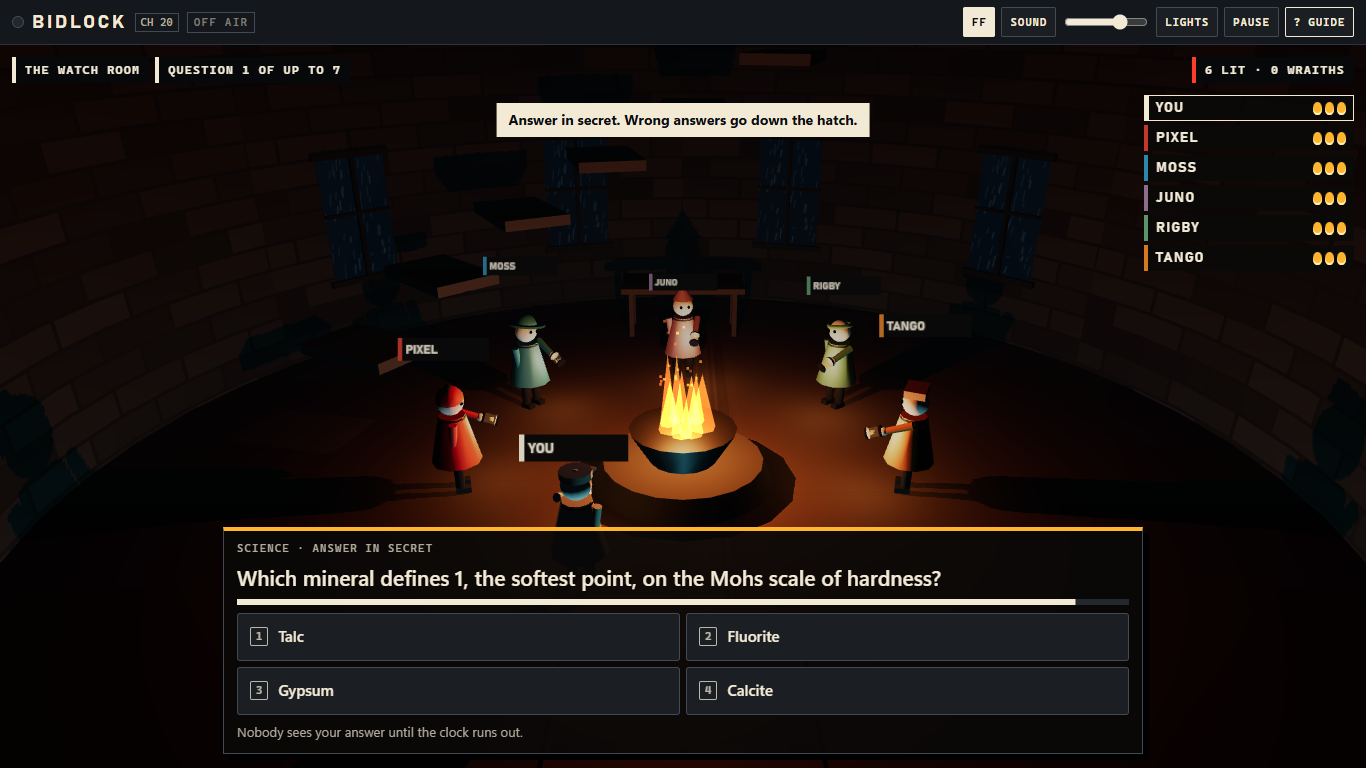 BIDLOCK CH 20 OFF AIR FF SOUND LIGHTS PAUSE ? GUIDE
THE WATCH ROOM QUESTION 1 OF UP TO 7 6 LIT · 0 WRAITHS
Answer in secret. Wrong answers go down the hatch.
YOU
PIXEL
MOSS
JUNO
RIGBY
TANGO
MOSS
JUNO
RIGBY
TANGO
PIXEL
YOU
SCIENCE · ANSWER IN SECRET
Which mineral defines 1, the softest point, on the Mohs scale of hardness?
1 Talc
2 Fluorite
3 Gypsum
4 Calcite
Nobody sees your answer until the clock runs out.